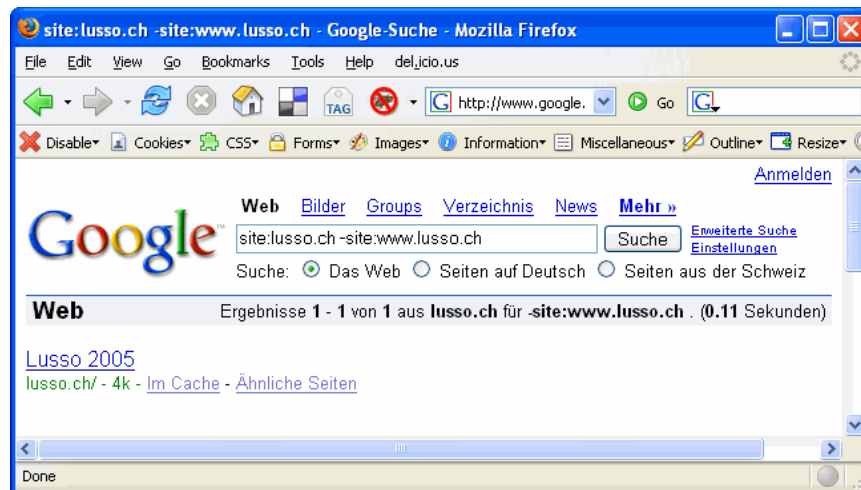 site:lusso.ch -site:www.lusso.ch - Google-Suche - Mozilla Firefox
File Edit View Go Bookmarks Tools Help del.icio.us
TAG G http://www.google. Go G
Disable Cookies CSS Forms Images Information Miscellaneous Outline Resize
Anmelden
Web Bilder Groups Verzeichnis News Mehr »
Google™
site:lusso.ch -site:www.lusso.ch Suche Erweiterte Suche
Einstellungen
Suche: Das Web Seiten auf Deutsch Seiten aus der Schweiz
Web Ergebnisse 1 - 1 von 1 aus lusso.ch für -site:www.lusso.ch . (0.11 Sekunden)
Lusso 2005
lusso.ch/ - 4k - Im Cache - Ähnliche Seiten
Done